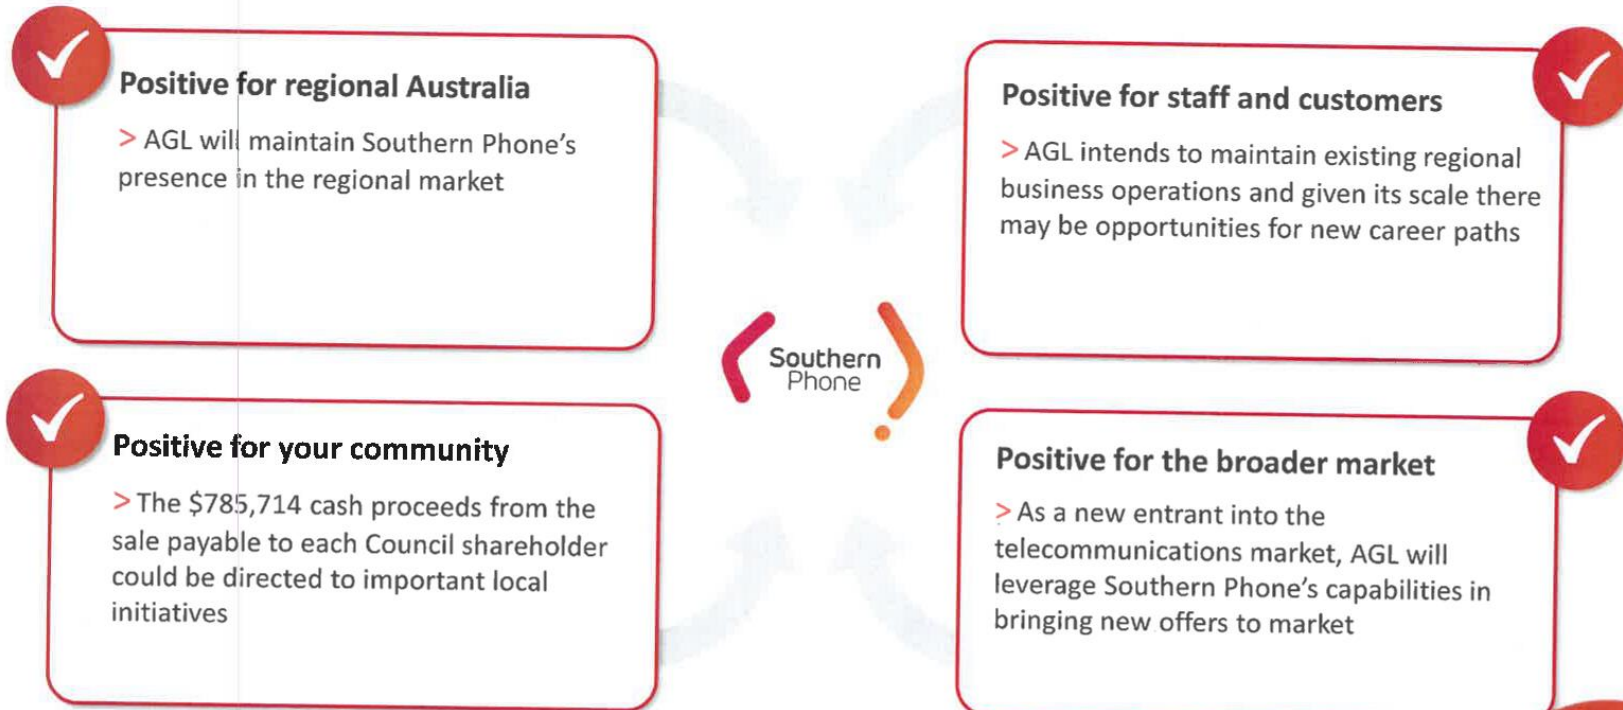 Positive for regional Australia
> AGL will maintain Southern Phone's
presence in the regional market
Positive for staff and customers
> AGL intends to maintain existing regional
business operations and given its scale there
may be opportunities for new career paths
Southern
Phone
Positive for your community
> The $785,714 cash proceeds from the
sale payable to each Council shareholder
could be directed to important local
initiatives
Positive for the broader market
> As a new entrant into the
telecommunications market, AGL will
leverage Southern Phone's capabilities in
bringing new offers to market